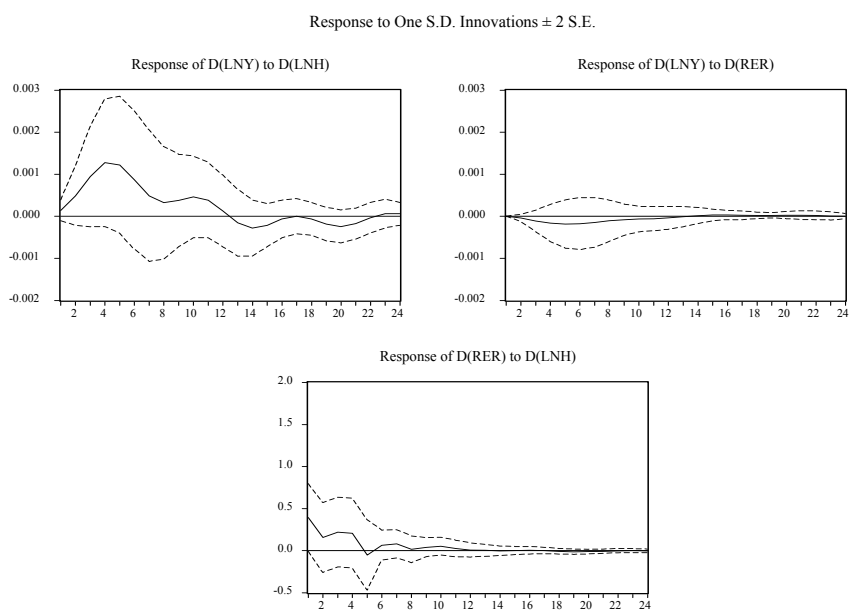 Response to One S.D. Innovations ± 2 S.E.
Response of D(LNY) to D(LNH)
0.003
0.002
0.001
0.000
-0.001
-0.002
2 4 6 8 10 12 14 16 18 20 22 24
Response of D(LNY) to D(RER)
0.003
0.002
0.001
0.000
-0.001
-0.002
2 4 6 8 10 12 14 16 18 20 22 24
Response of D(RER) to D(LNH)
2.0
1.5
1.0
0.5
0.0
-0.5
2 4 6 8 10 12 14 16 18 20 22 24